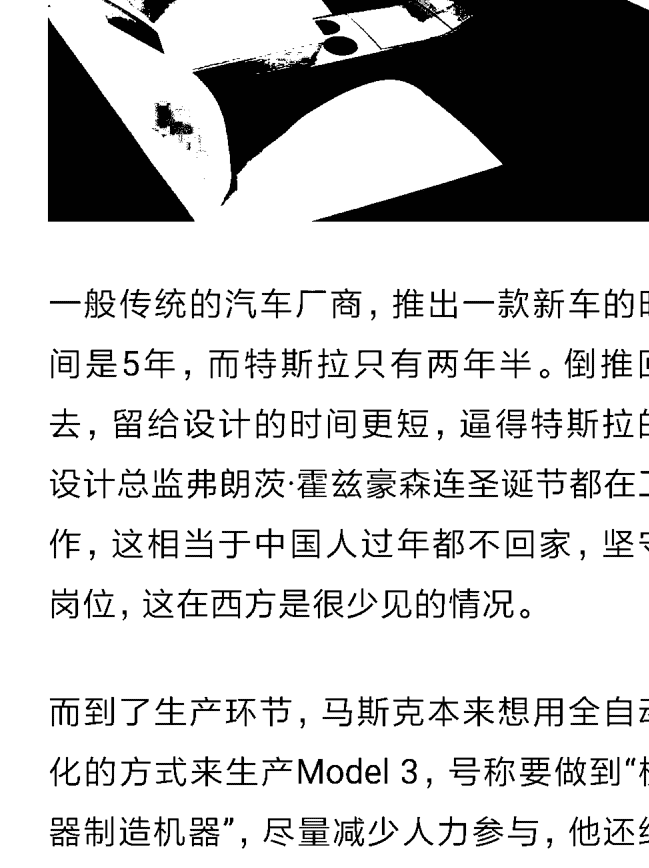 一般传统的汽车厂商，推出一款新车的
间是5年，而特斯拉只有两年半。倒推
去，留给设计的时间更短，逼得特斯拉
设计总监弗朗茨·霍兹豪森连圣诞节都在
作，这相当于中国人过年都不回家，坚
岗位，这在西方是很少见的情况。
而到了生产环节，马斯克本来想用全自
化的方式来生产Model 3，号称要做到“
器制造机器”，尽量减少人力参与，他还